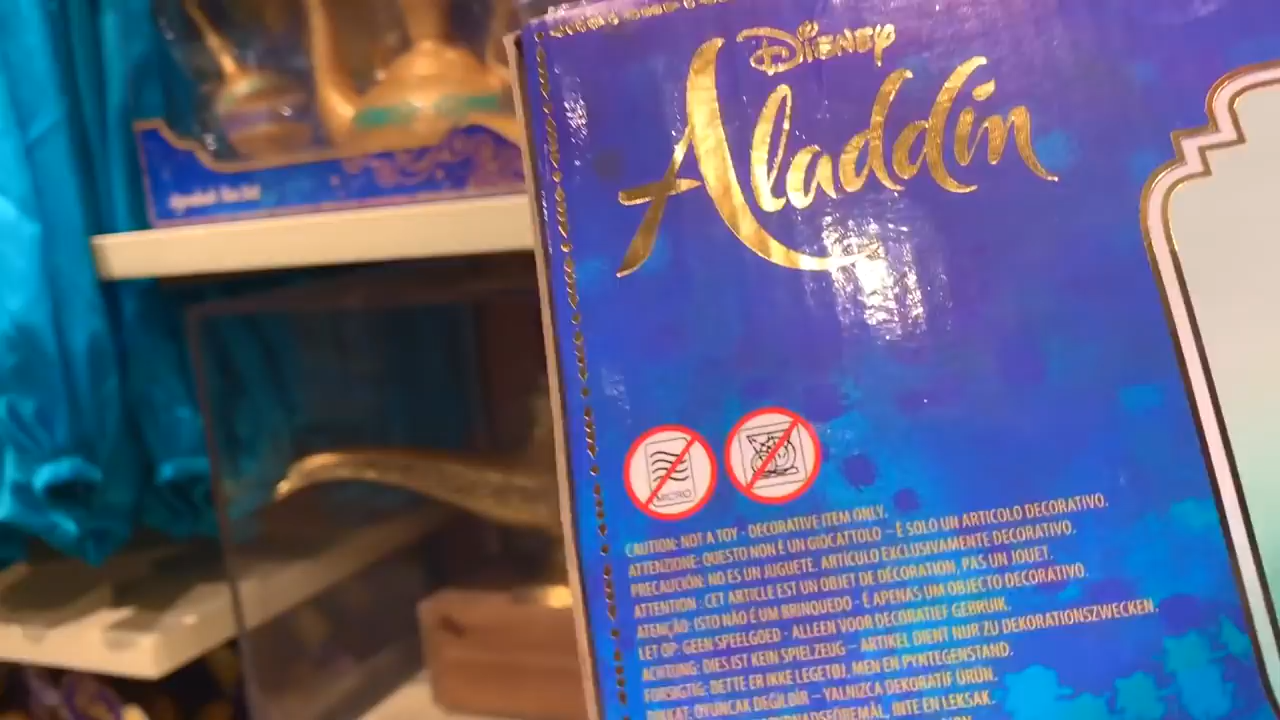 DISNEY
Aladdin
MICRO
CAUTION: NOT A TOY - DECORATIVE ITEM ONLY.
ATTENZIONE: QUESTO NON È UN GIOCATTOLO – È SOLO UN ARTICOLO DECORATIVO.
PRECAUCIÓN: NO ES UN JUGUETE. ARTÍCULO EXCLUSIVAMENTE DECORATIVO.
ATTENTION : CET ARTICLE EST UN OBJET DE DÉCORATION, PAS UN JOUET.
ATENÇÃO: ISTO NÃO É UM BRINQUEDO - É APENAS UM OBJECTO DECORATIVO.
LET OP: GEEN SPEELGOED - ALLEEN VOOR DECORATIEF GEBRUIK.
ACHTUNG: DIES IST KEIN SPIELZEUG – ARTIKEL DIENT NUR ZU DEKORATIONSZWECKEN.
FORSIGTIG: DETTE ER IKKE LEGETØJ, MEN EN PYNTEGENSTAND.
DİKKAT: OYUNCAK DEĞİLDİR – YALNIZCA DEKORATİF ÜRÜN.
INTE EN LEKSAK.